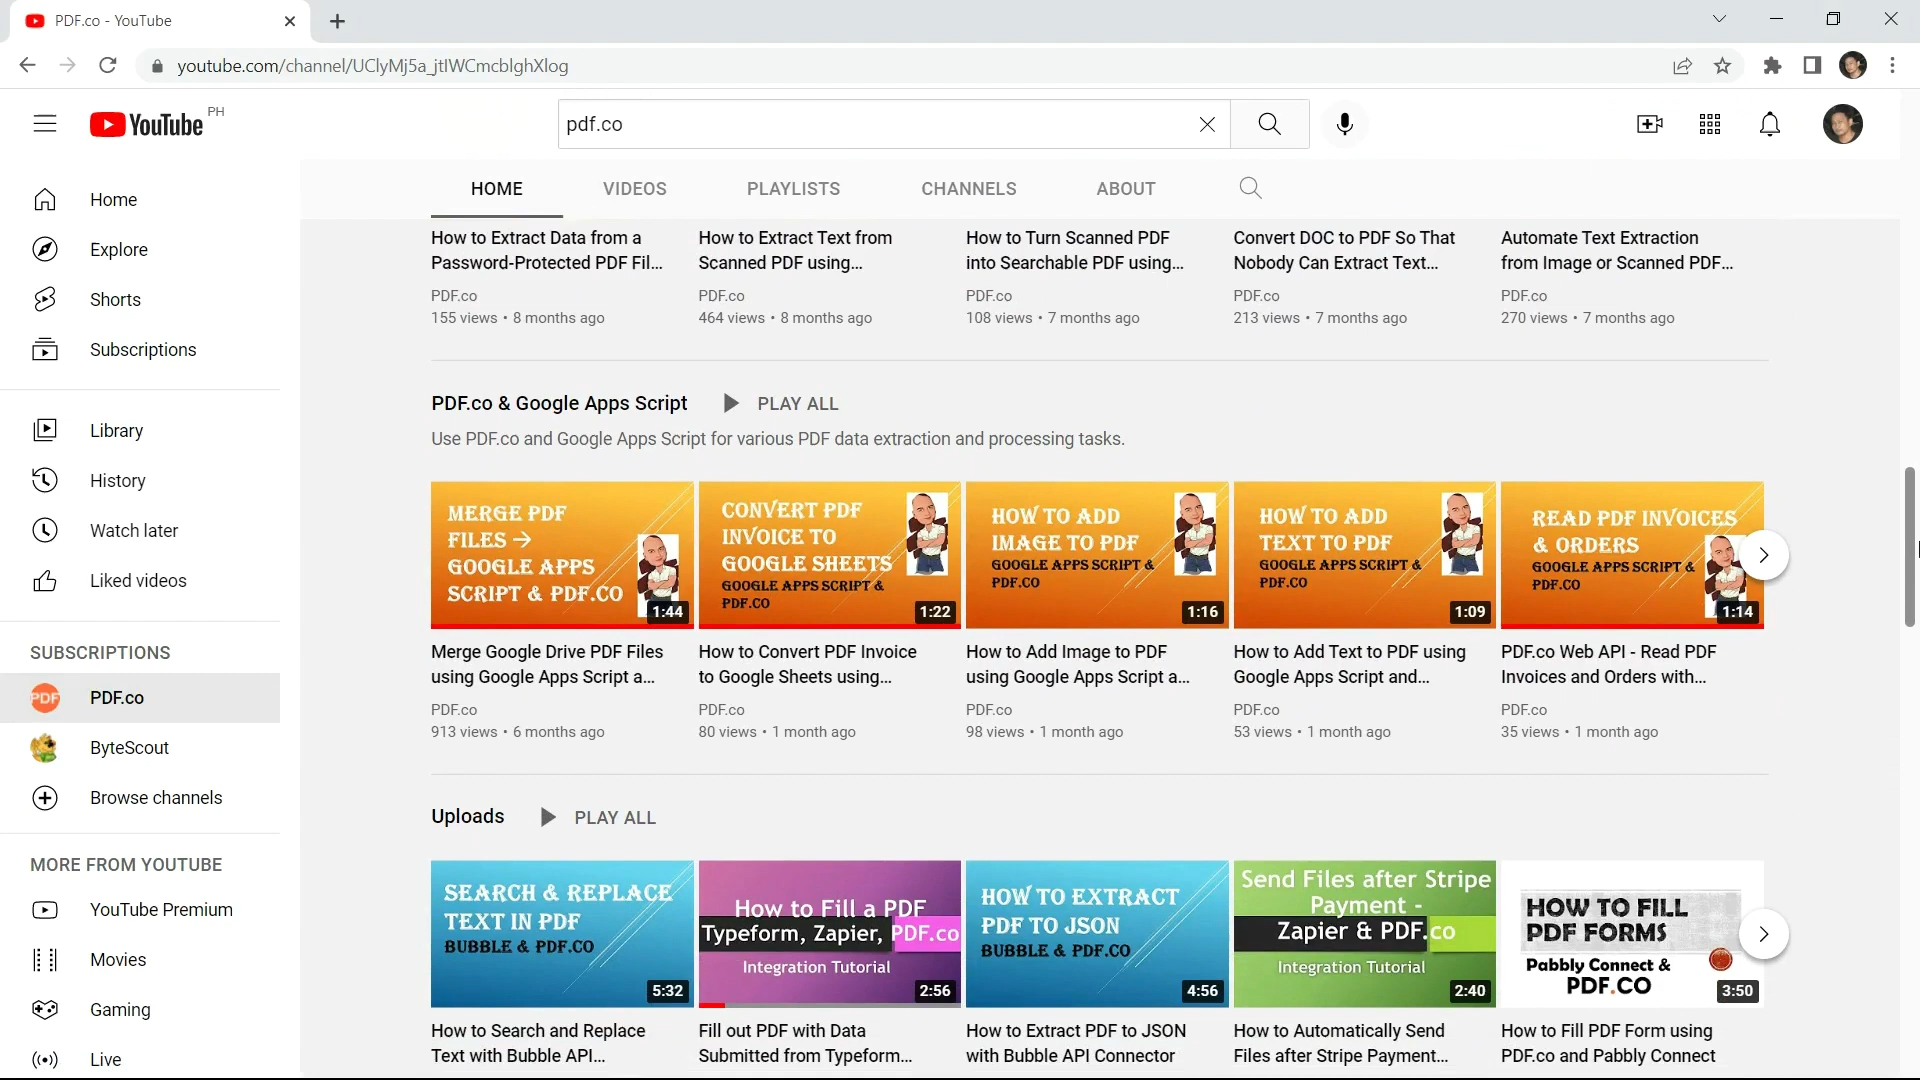 PDF.co - YouTube
youtube.com/channel/UClyMj5a_jtIWCmcblghXlog
YouTube PH
pdf.co
HOME VIDEOS PLAYLISTS CHANNELS ABOUT
Home
Explore
Shorts
Subscriptions
Library
History
Watch later
Liked videos
SUBSCRIPTIONS
PDF PDF.co
ByteScout
Browse channels
MORE FROM YOUTUBE
YouTube Premium
Movies
Gaming
Live
How to Extract Data from a
Password-Protected PDF Fil...
PDF.co
155 views • 8 months ago
How to Extract Text from
Scanned PDF using...
PDF.co
464 views • 8 months ago
How to Turn Scanned PDF
into Searchable PDF using...
PDF.co
108 views • 7 months ago
Convert DOC to PDF So That
Nobody Can Extract Text...
PDF.co
213 views • 7 months ago
Automate Text Extraction
from Image or Scanned PDF...
PDF.co
270 views • 7 months ago
PDF.co & Google Apps Script PLAY ALL
Use PDF.co and Google Apps Script for various PDF data extraction and processing tasks.
MERGE PDF
FILES →
GOOGLE APPS
SCRIPT & PDF.CO
1:44
Merge Google Drive PDF Files
using Google Apps Script a...
PDF.co
913 views • 6 months ago
CONVERT PDF
INVOICE TO
GOOGLE SHEETS
GOOGLE APPS SCRIPT &
PDF.CO
1:22
How to Convert PDF Invoice
to Google Sheets using...
PDF.co
80 views • 1 month ago
HOW TO ADD
IMAGE TO PDF
GOOGLE APPS SCRIPT &
PDF.CO
1:16
How to Add Image to PDF
using Google Apps Script a...
PDF.co
98 views • 1 month ago
HOW TO ADD
TEXT TO PDF
GOOGLE APPS SCRIPT &
PDF.CO
1:09
How to Add Text to PDF using
Google Apps Script and...
PDF.co
53 views • 1 month ago
READ PDF INVOICES
& ORDERS
GOOGLE APPS SCRIPT &
PDF.CO
1:14
PDF.co Web API - Read PDF
Invoices and Orders with...
PDF.co
35 views • 1 month ago
Uploads PLAY ALL
SEARCH & REPLACE
TEXT IN PDF
BUBBLE & PDF.CO
5:32
How to Search and Replace
Text with Bubble API...
How to Fill a PDF
Typeform, Zapier, PDF.co
Integration Tutorial
2:56
Fill out PDF with Data
Submitted from Typeform...
HOW TO EXTRACT
PDF TO JSON
BUBBLE & PDF.CO
4:56
How to Extract PDF to JSON
with Bubble API Connector
Send Files after Stripe
Payment -
Zapier & PDF.co
Integration Tutorial
2:40
How to Automatically Send
Files after Stripe Payment...
HOW TO FILL
PDF FORMS
Pabbly Connect &
PDF.CO
3:50
How to Fill PDF Form using
PDF.co and Pabbly Connect